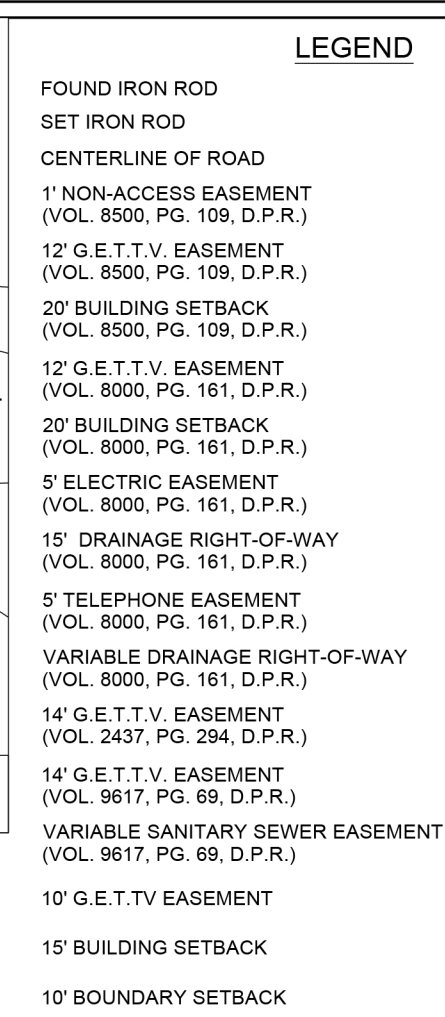 LEGEND
FOUND IRON ROD
SET IRON ROD
CENTERLINE OF ROAD
1' NON-ACCESS EASEMENT
(VOL. 8500, PG. 109, D.P.R.)
12' G.E.T.T.V. EASEMENT
(VOL. 8500, PG. 109, D.P.R.)
20' BUILDING SETBACK
(VOL. 8500, PG. 109, D.P.R.)
12' G.E.T.T.V. EASEMENT
(VOL. 8000, PG. 161, D.P.R.)
20' BUILDING SETBACK
(VOL. 8000, PG. 161, D.P.R.)
5' ELECTRIC EASEMENT
(VOL. 8000, PG. 161, D.P.R.)
15' DRAINAGE RIGHT-OF-WAY
(VOL. 8000, PG. 161, D.P.R.)
5' TELEPHONE EASEMENT
(VOL. 8000, PG. 161, D.P.R.)
VARIABLE DRAINAGE RIGHT-OF-WAY
(VOL. 8000, PG. 161, D.P.R.)
14' G.E.T.T.V. EASEMENT
(VOL. 2437, PG. 294, D.P.R.)
14' G.E.T.T.V. EASEMENT
(VOL. 9617, PG. 69, D.P.R.)
VARIABLE SANITARY SEWER EASEMENT
(VOL. 9617, PG. 69, D.P.R.)
10' G.E.T.TV EASEMENT
15' BUILDING SETBACK
10' BOUNDARY SETBACK